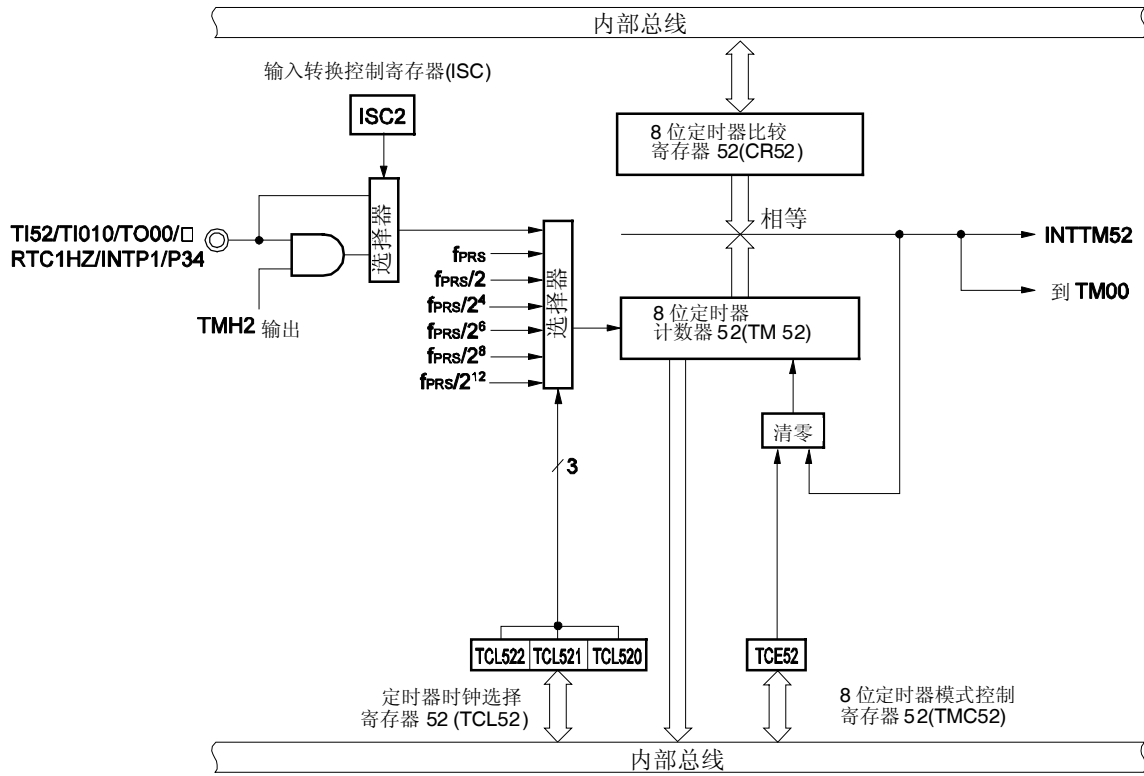 内部总线
输入转换控制寄存器(ISC)
ISC2
8 位定时器比较
寄存器 52(CR52)
选择器
相等
TI52/TI010/TO00/□
RTC1HZ/INTP1/P34
INTTM52
选择器
fPRS
fPRS/2
fPRS/2⁴
fPRS/2⁶
fPRS/2⁸
fPRS/2¹²
8 位定时器
计数器 52(TM 52)
到 TM00
TMH2 输出
清零
3
TCL522 TCL521 TCL520
TCE52
定时器时钟选择
寄存器 52 (TCL52)
8 位定时器模式控制
寄存器 52(TMC52)
内部总线